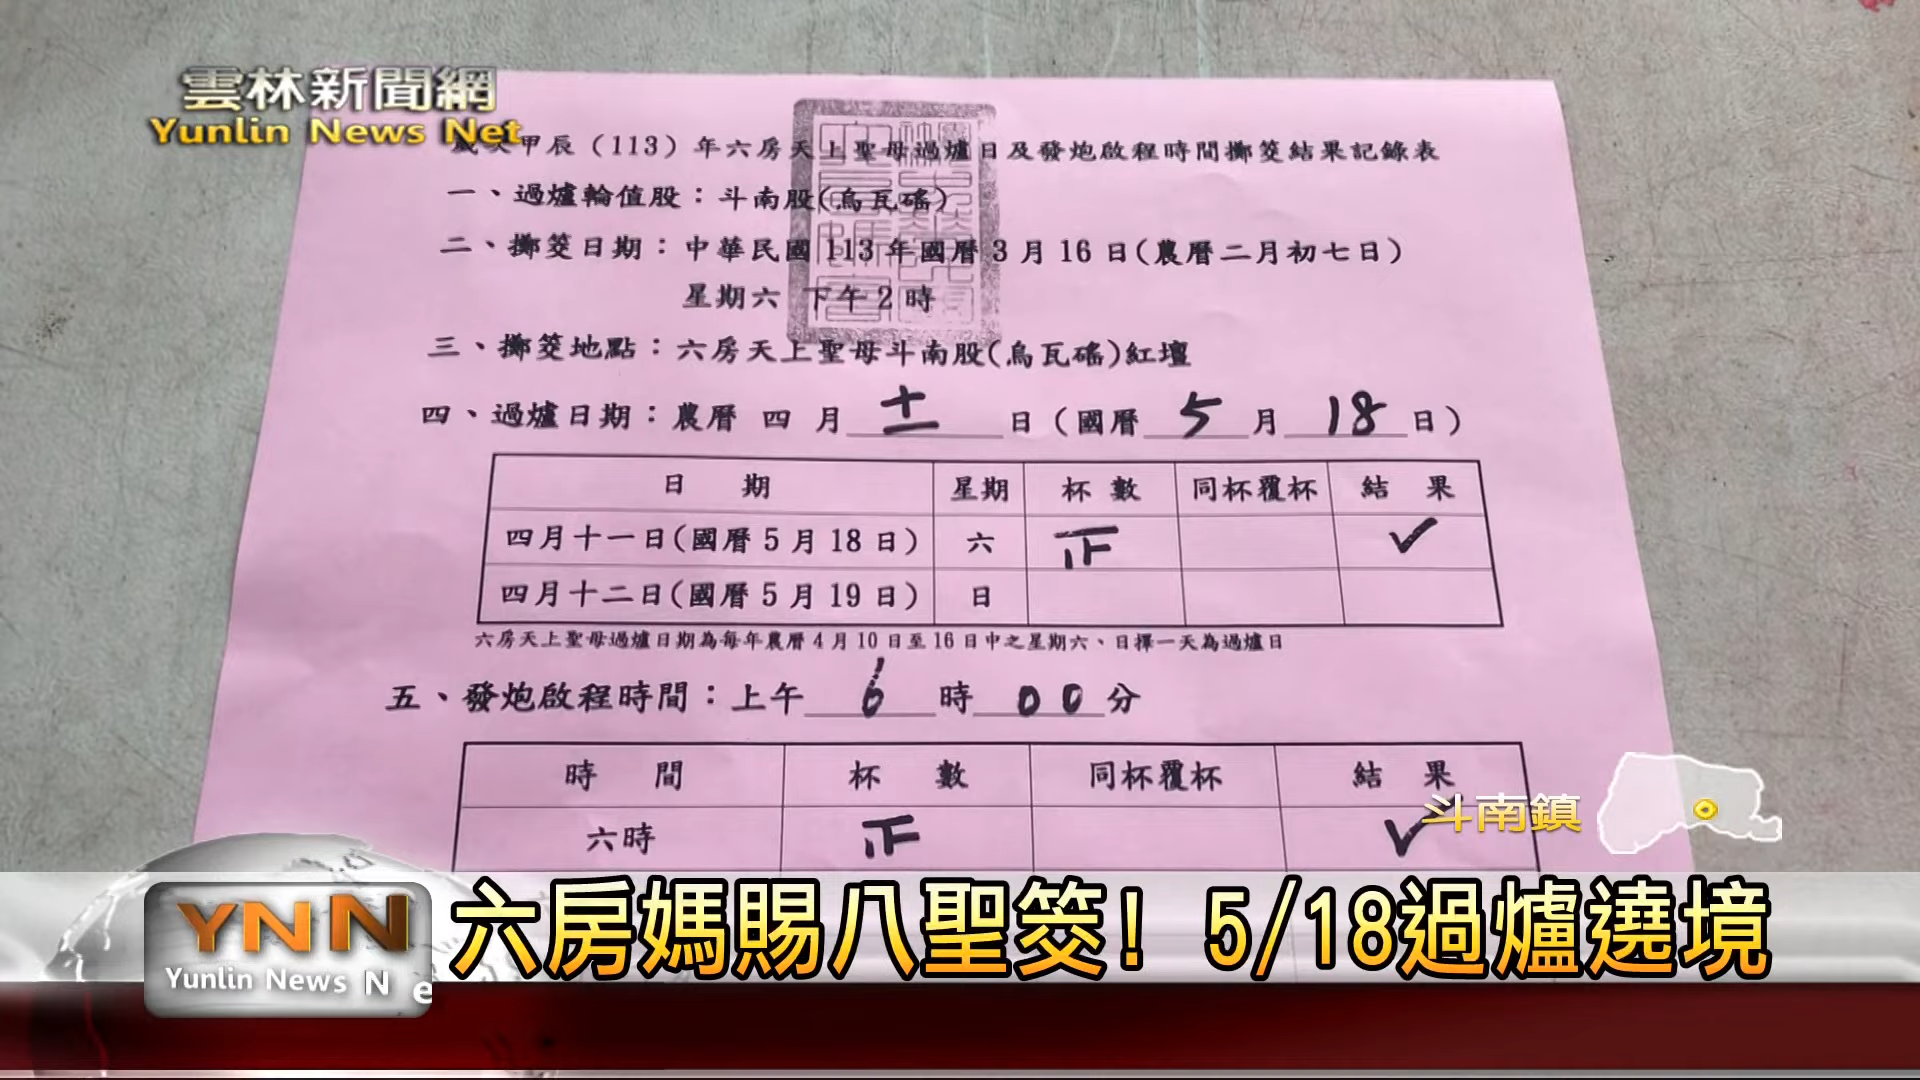 雲林新聞網
Yunlin News Net
歲次甲辰（113）年六房天上聖母過爐日及發炮啟程時間擲筊結果記錄表
一、過爐輪值股：斗南股(烏瓦磘)
二、擲筊日期：中華民國113年國曆3月16日(農曆二月初七日)
星期六 下午2時
三、擲筊地點：六房天上聖母斗南股(烏瓦磘)紅壇
四、過爐日期：農曆 四 月 十一 日（國曆 5 月 18 日）
日 期 星期 杯數 同杯覆杯 結果
四月十一日(國曆5月18日) 六 正 ✓
四月十二日(國曆5月19日) 日
六房天上聖母過爐日期為每年農曆4月10日至16日中之星期六、日擇一天為過爐日
五、發炮啟程時間：上午 6 時 00 分
時 間 杯 數 同杯覆杯 結 果
六時 正 ✓
斗南鎮
YNN
Yunlin News Ne
六房媽賜八聖筊! 5/18過爐遶境